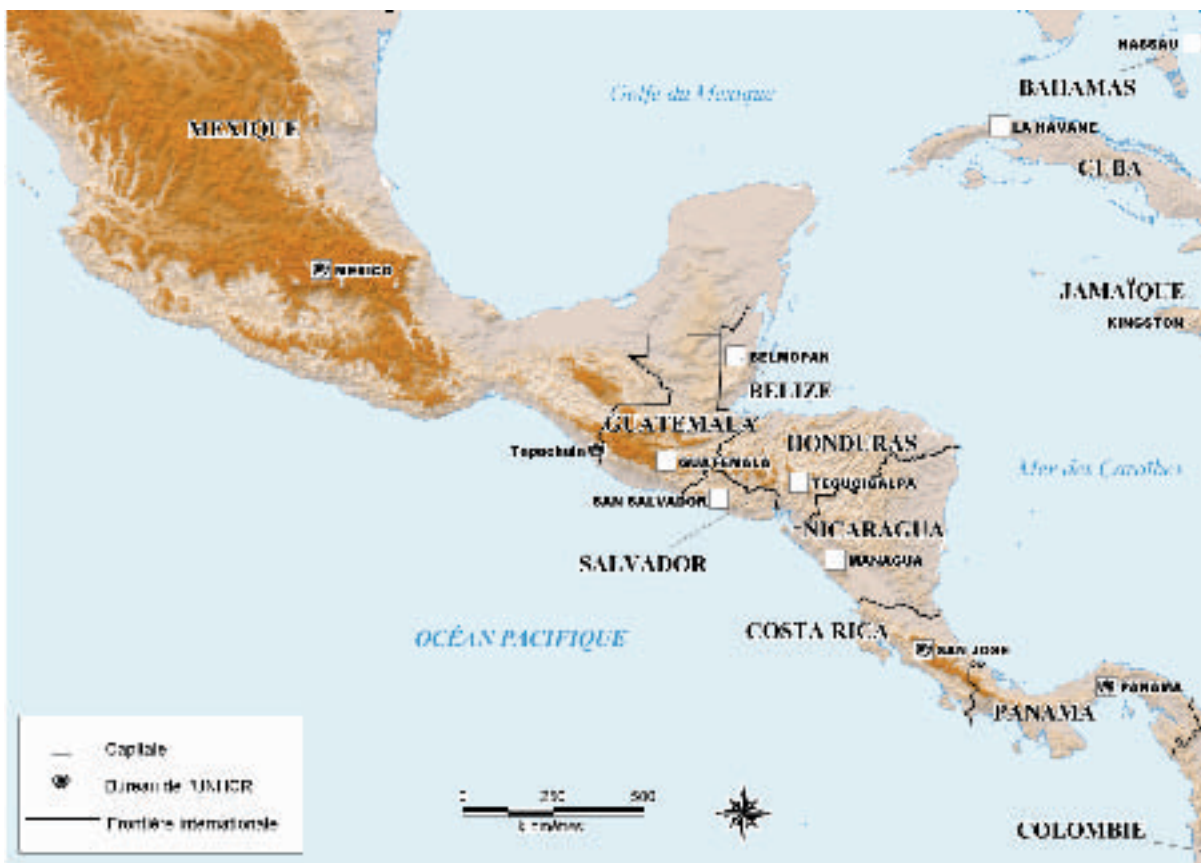 NASSAU
BAHAMAS
Golfe du Mexique
LA HAVANE
MEXIQUE
CUBA
MEXICO
JAMAÏQUE
KINGSTON
BELMOPAN
BELIZE
GUATEMALA
HONDURAS
Tapachula
GUATEMALA
Mer des Caraïbes
TEGUCIGALPA
SAN SALVADOR
NICARAGUA
SALVADOR
MANAGUA
COSTA RICA
OCÉAN PACIFIQUE
SAN JOSE
PANAMA
PANAMA
Capitale
Bureau de l'UNHCR
Frontière internationale
0 250 500
kilomètres
COLOMBIE